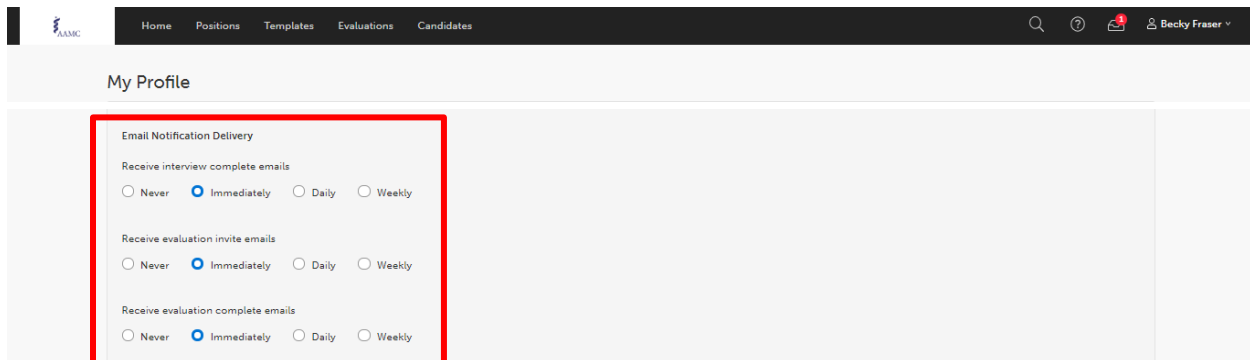 AAMC Home Positions Templates Evaluations Candidates 1 Becky Fraser
My Profile
Email Notification Delivery
Receive interview complete emails
Never Immediately Daily Weekly
Receive evaluation invite emails
Never Immediately Daily Weekly
Receive evaluation complete emails
Never Immediately Daily Weekly